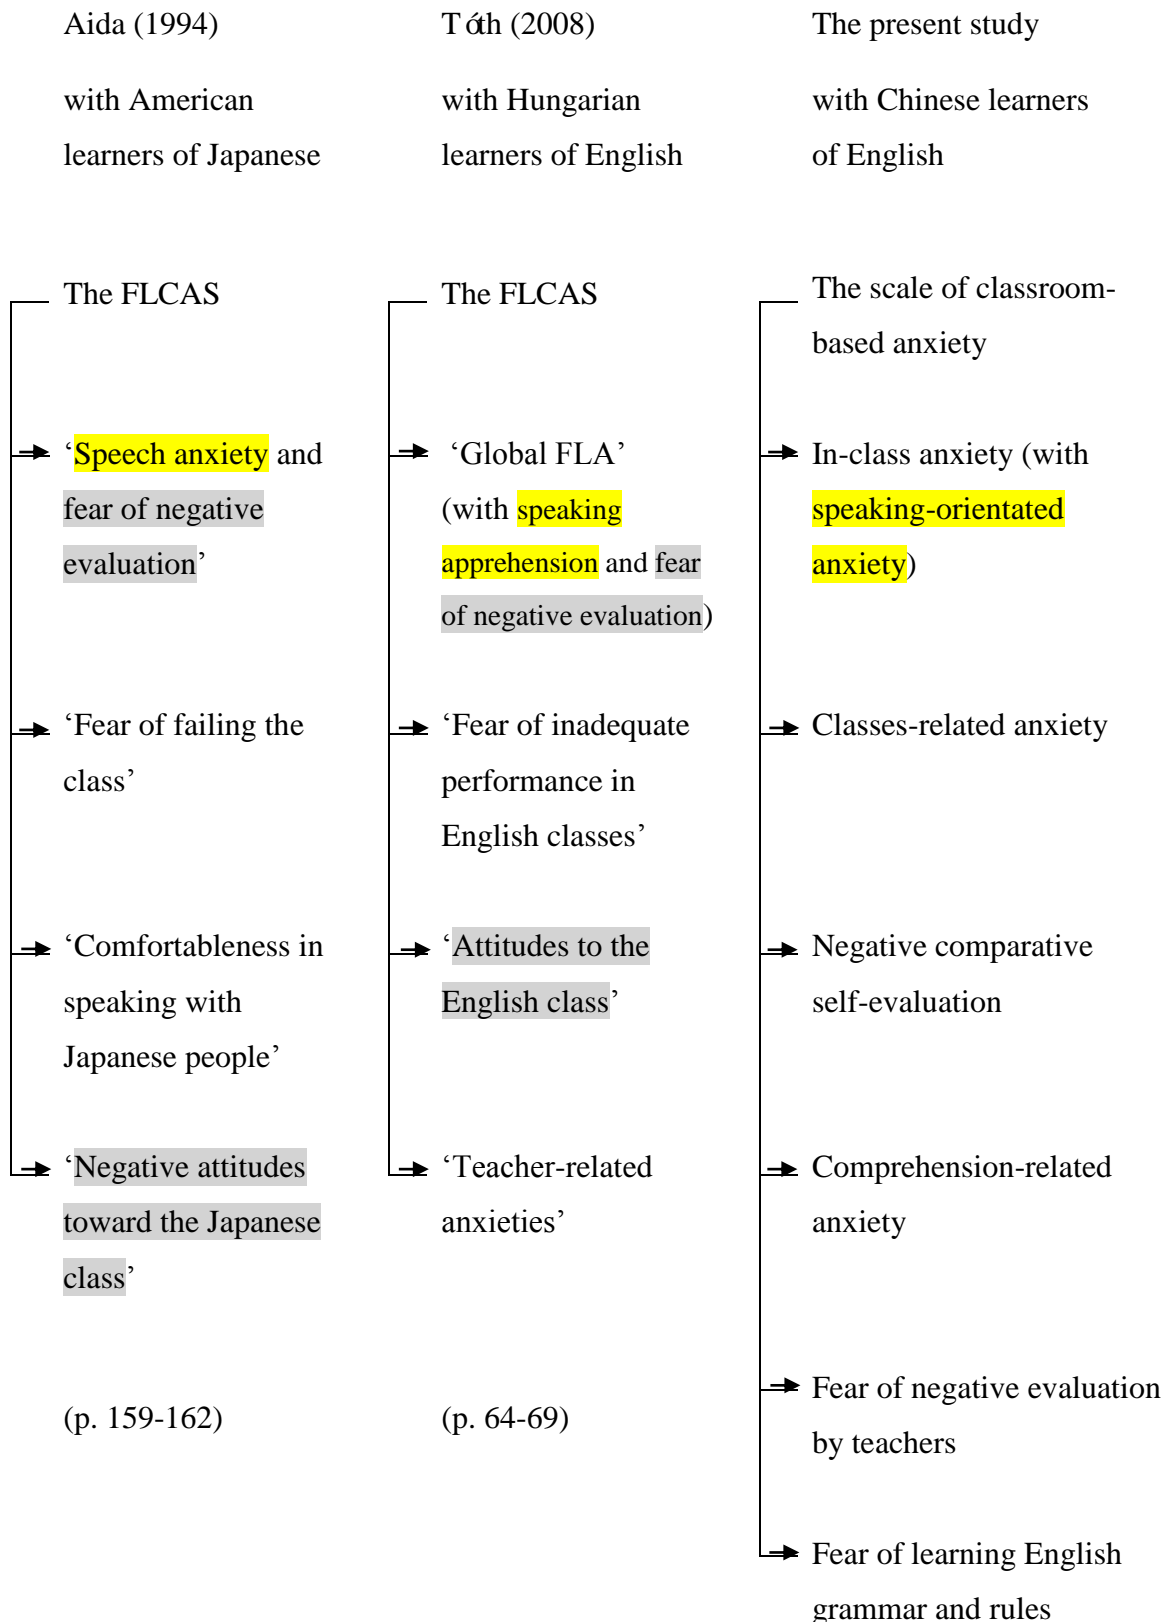 Aida (1994)
with American
learners of Japanese
The FLCAS
‘Speech anxiety and
fear of negative
evaluation’
‘Fear of failing the
class’
‘Comfortableness in
speaking with
Japanese people’
‘Negative attitudes
toward the Japanese
class’
(p. 159-162)
Tóth (2008)
with Hungarian
learners of English
The FLCAS
‘Global FLA’
(with speaking
apprehension and fear
of negative evaluation)
‘Fear of inadequate
performance in
English classes’
‘Attitudes to the
English class’
‘Teacher-related
anxieties’
(p. 64-69)
The present study
with Chinese learners
of English
The scale of classroom-
based anxiety
In-class anxiety (with
speaking-orientated
anxiety)
Classes-related anxiety
Negative comparative
self-evaluation
Comprehension-related
anxiety
Fear of negative evaluation
by teachers
Fear of learning English
grammar and rules